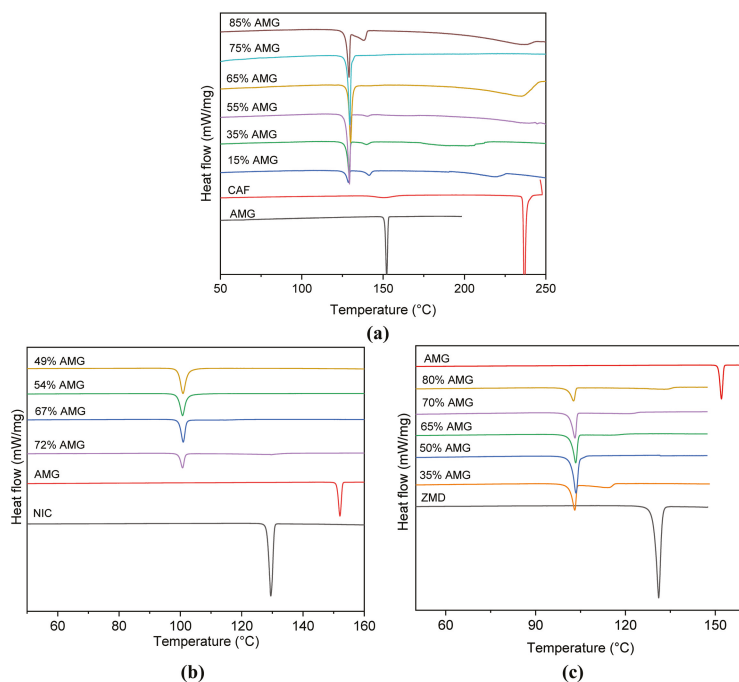 85% AMG
75% AMG
65% AMG
55% AMG
35% AMG
15% AMG
CAF
AMG
Heat flow (mW/mg)
50 100 150 200 250
Temperature (°C)
(a)
49% AMG
54% AMG
67% AMG
72% AMG
AMG
NIC
Heat flow (mW/mg)
60 80 100 120 140 160
Temperature (°C)
(b)
AMG
80% AMG
70% AMG
65% AMG
50% AMG
35% AMG
ZMD
Heat flow (mW/mg)
60 90 120 150
Temperature (°C)
(c)